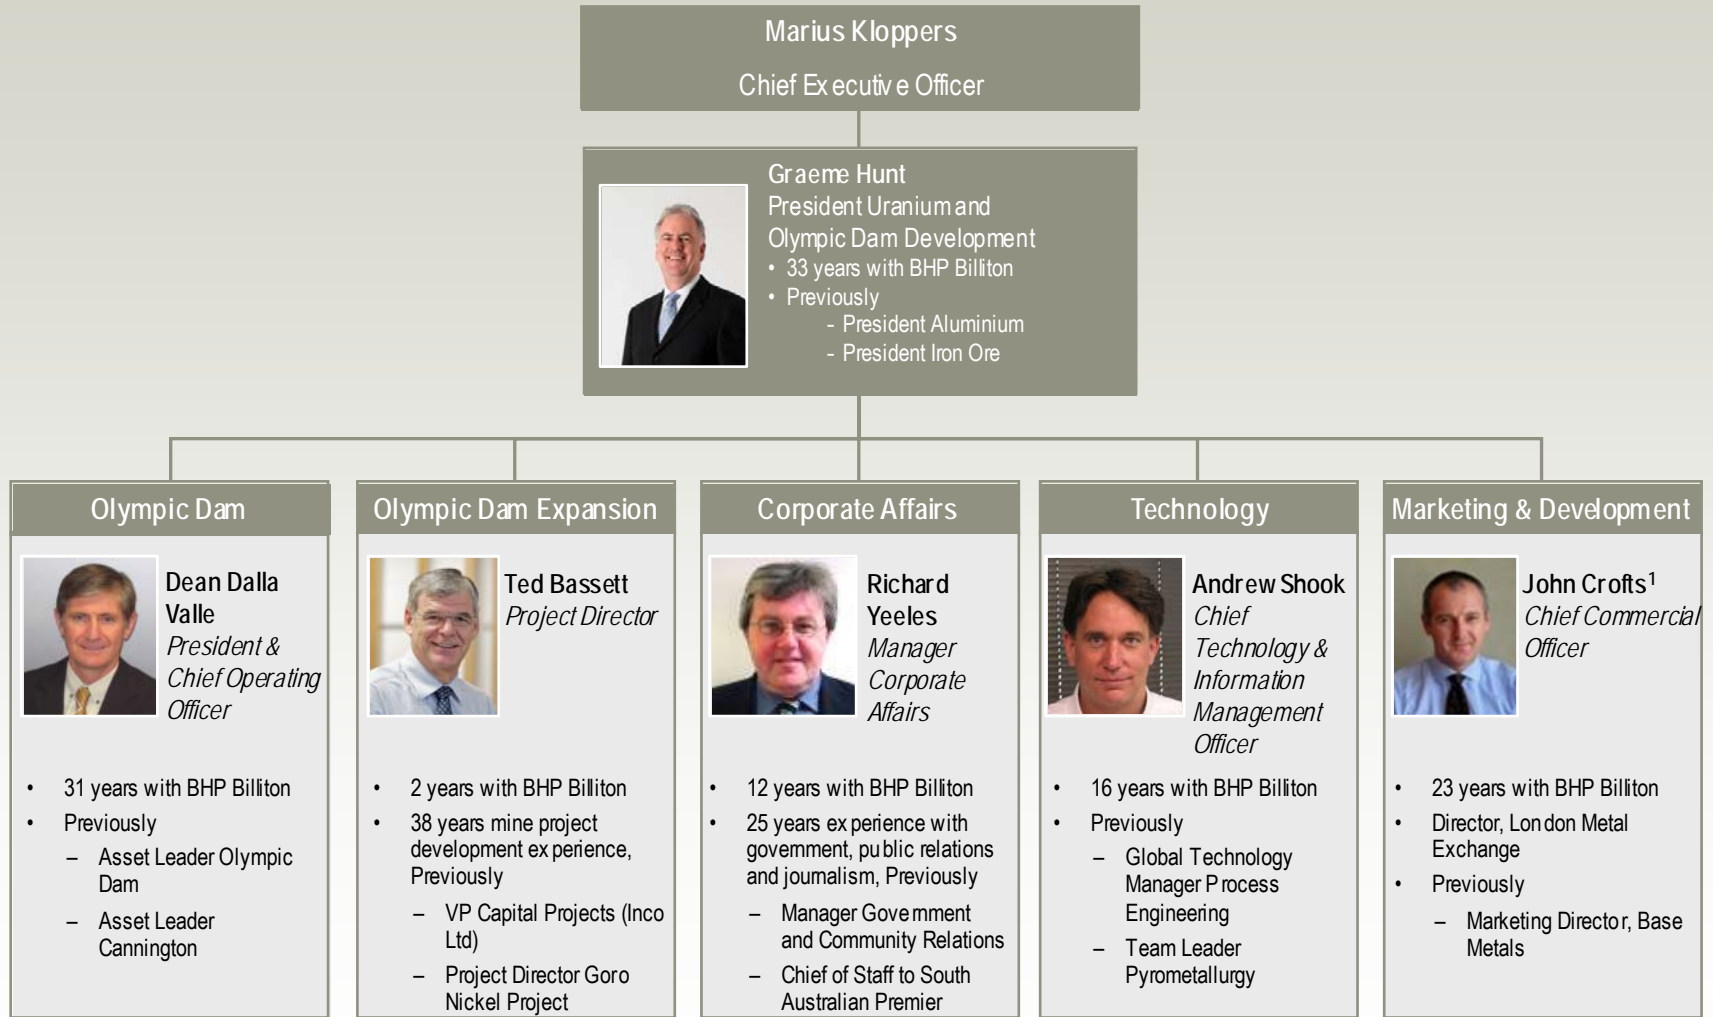 Marius Kloppers
Chief Executive Officer
Graeme Hunt
President Uranium and
Olympic Dam Development
• 33 years with BHP Billiton
• Previously
- President Aluminium
- President Iron Ore
Olympic Dam
Dean Dalla
Valle
President &
Chief Operating
Officer
• 31 years with BHP Billiton
• Previously
– Asset Leader Olympic
Dam
– Asset Leader
Cannington
Olympic Dam Expansion
Ted Bassett
Project Director
• 2 years with BHP Billiton
• 38 years mine project
development experience,
Previously
– VP Capital Projects (Inco
Ltd)
– Project Director Goro
Nickel Project
Corporate Affairs
Richard
Yeeles
Manager
Corporate
Affairs
• 12 years with BHP Billiton
• 25 years experience with
government, public relations
and journalism, Previously
– Manager Government
and Community Relations
– Chief of Staff to South
Australian Premier
Technology
Andrew Shook
Chief
Technology &
Information
Management
Officer
• 16 years with BHP Billiton
• Previously
– Global Technology
Manager Process
Engineering
– Team Leader
Pyrometallurgy
Marketing & Development
John Crofts¹
Chief Commercial
Officer
• 23 years with BHP Billiton
• Director, London Metal
Exchange
• Previously
– Marketing Director, Base
Metals